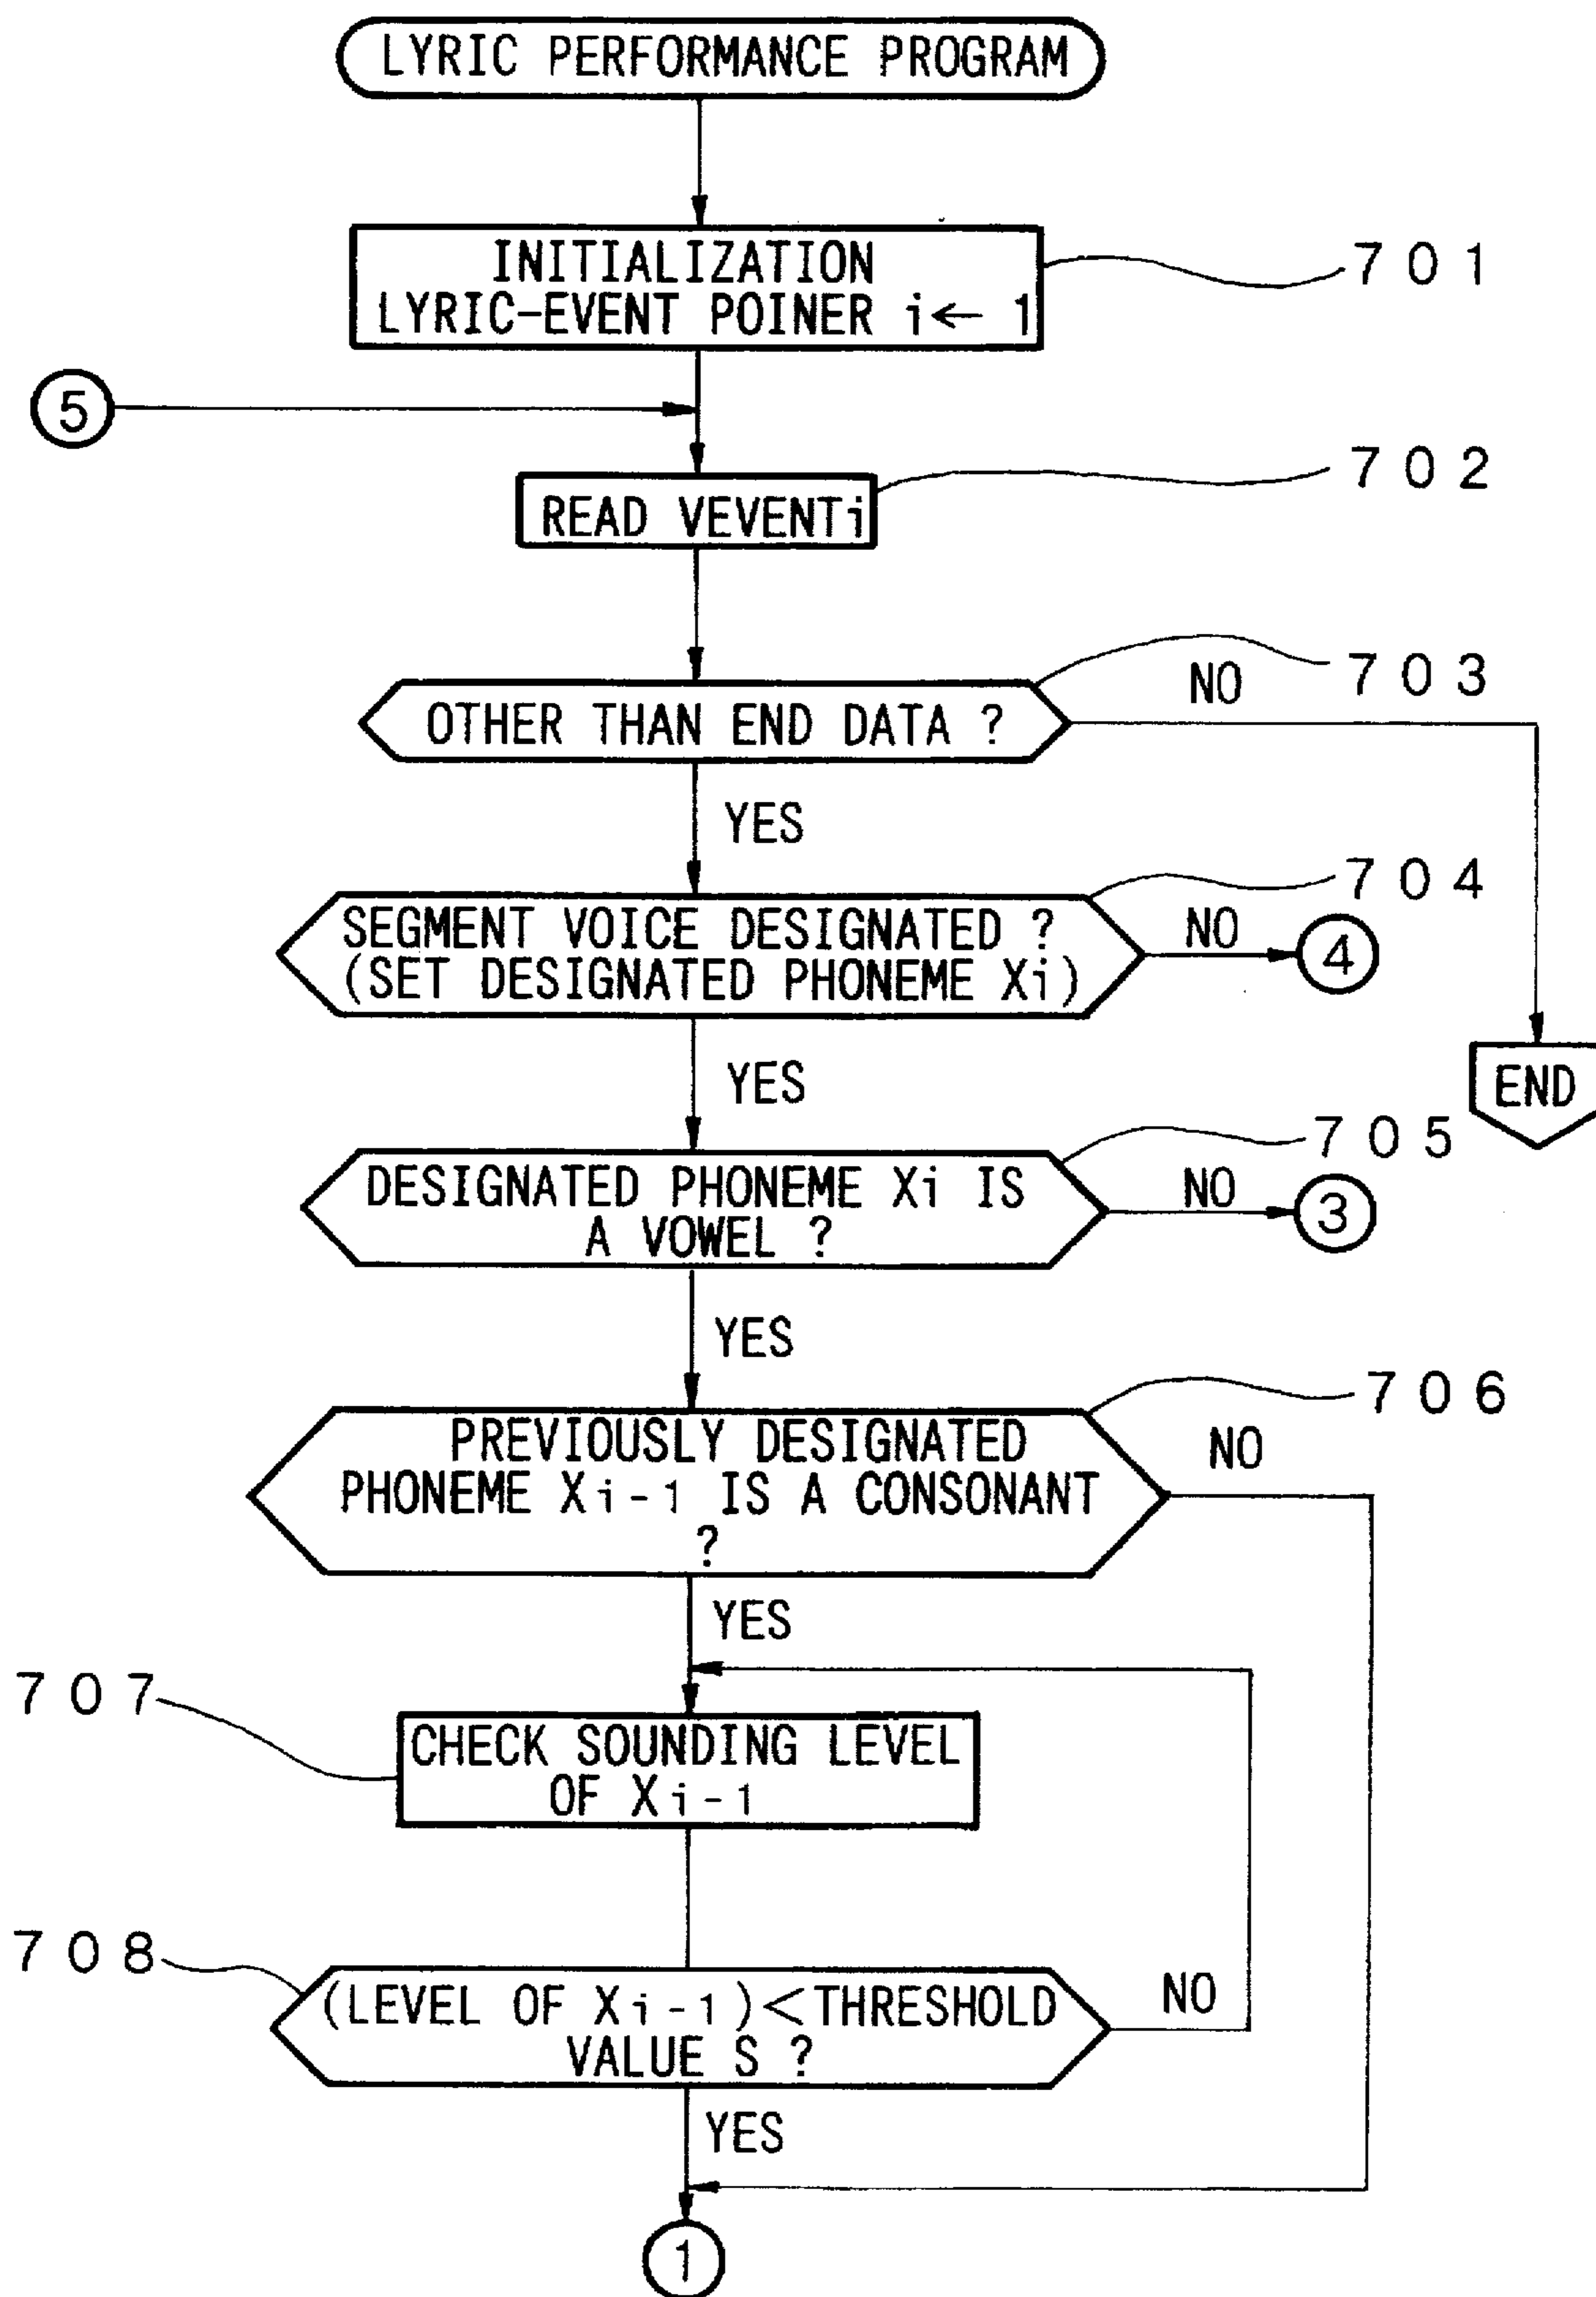 LYRIC PERFORMANCE PROGRAM
INITIALIZATION
LYRIC-EVENT POINER i← 1
701
5
READ VEVENTi
702
OTHER THAN END DATA ?
NO
703
YES
SEGMENT VOICE DESIGNATED ?
(SET DESIGNATED PHONEME Xi)
704
NO
4
YES
END
DESIGNATED PHONEME Xi IS
A VOWEL ?
705
NO
3
YES
PREVIOUSLY DESIGNATED
PHONEME Xi-1 IS A CONSONANT
?
706
NO
YES
707
CHECK SOUNDING LEVEL
OF Xi-1
708
(LEVEL OF Xi-1)<THRESHOLD
VALUE S ?
NO
YES
1